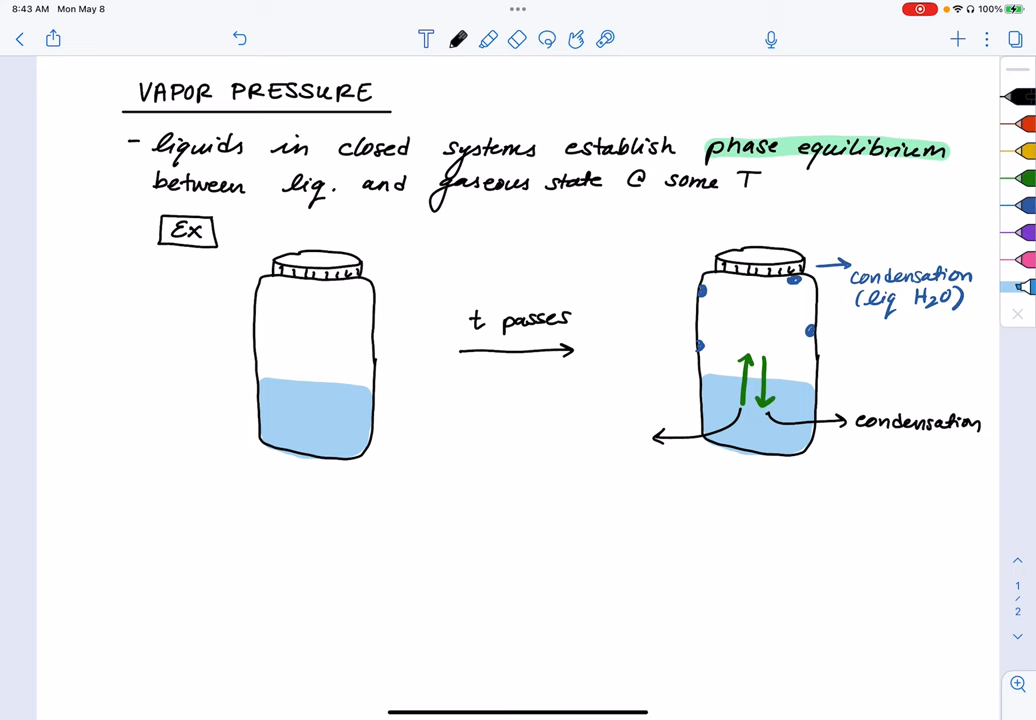 8:43 AM Mon May 8
100%
VAPOR PRESSURE
- liquids in closed systems establish phase equilibrium
between liq. and gaseous state @ some T
Ex
t passes
condensation
(liq H2O)
condensation
1
/
2